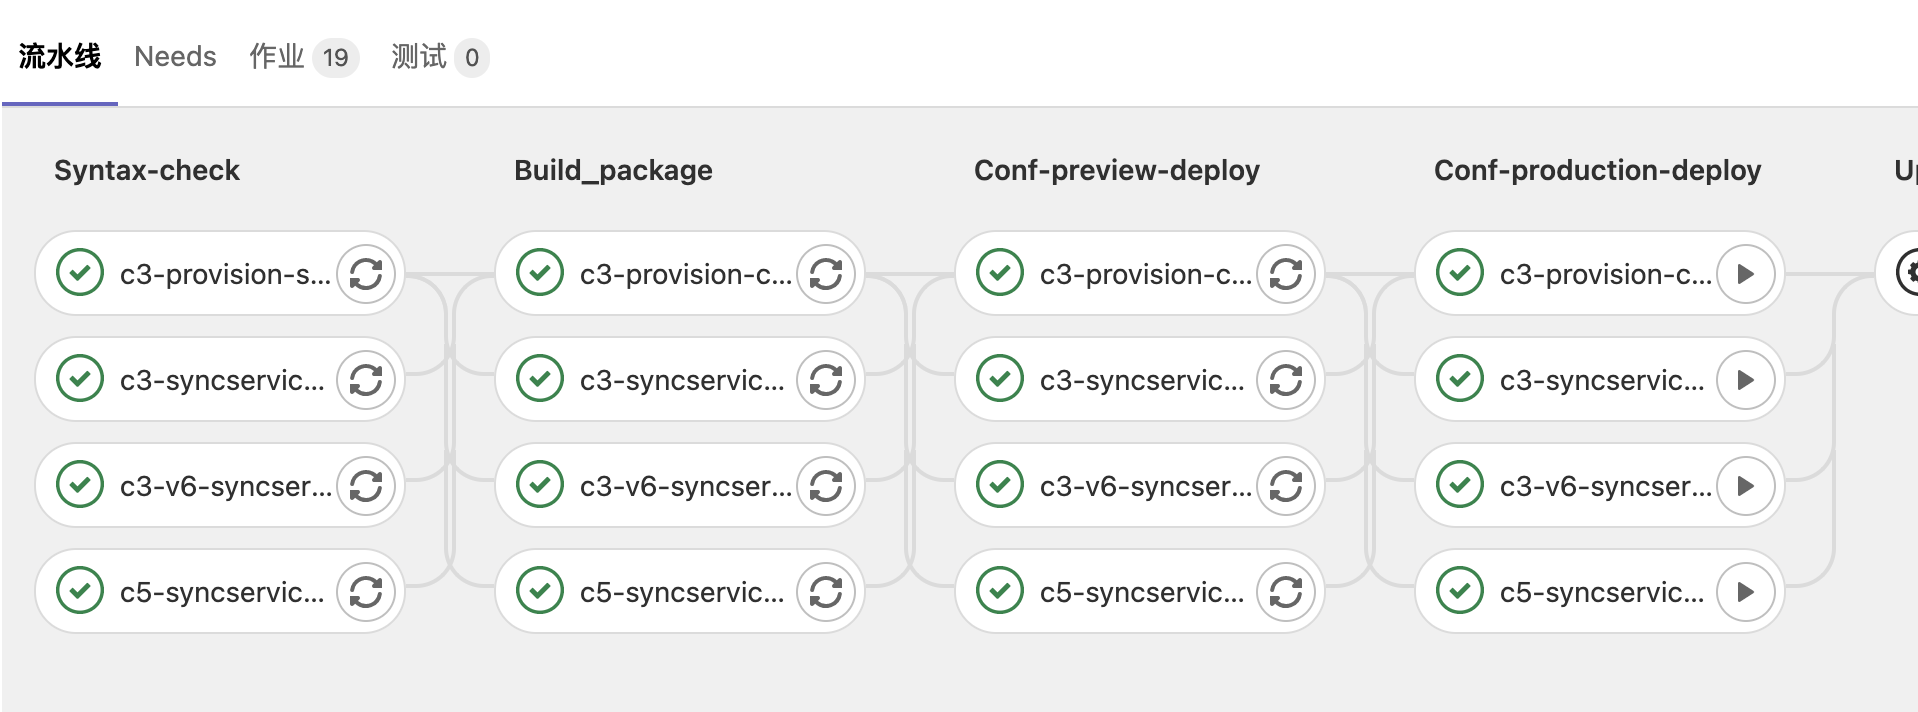 流水线 Needs 作业 19 测试 0
Syntax-check Build_package Conf-preview-deploy Conf-production-deploy
c3-provision-s... c3-provision-c... c3-provision-c... c3-provision-c...
c3-syncservic... c3-syncservic... c3-syncservic... c3-syncservic...
c3-v6-syncser... c3-v6-syncser... c3-v6-syncser... c3-v6-syncser...
c5-syncservic... c5-syncservic... c5-syncservic... c5-syncservic...